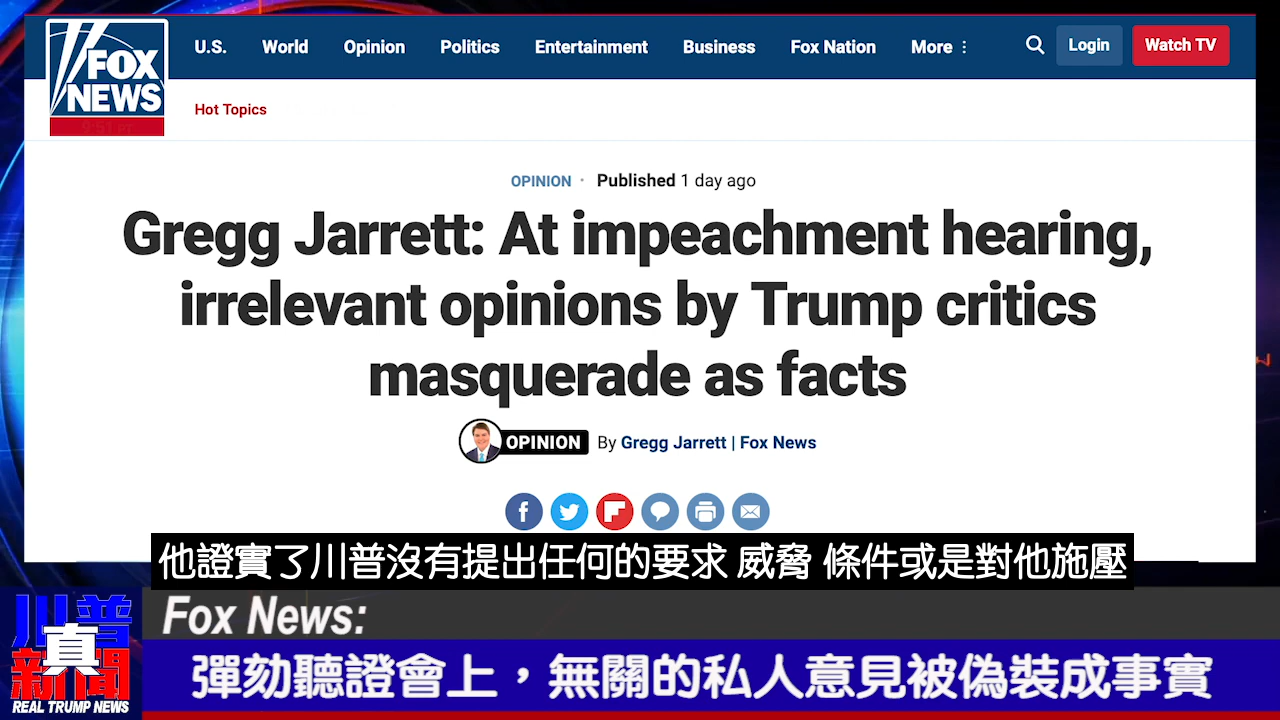 FOX
NEWS
U.S. World Opinion Politics Entertainment Business Fox Nation More Login Watch TV
Hot Topics
OPINION · Published 1 day ago
Gregg Jarrett: At impeachment hearing,
irrelevant opinions by Trump critics
masquerade as facts
OPINION By Gregg Jarrett | Fox News
他證實了川普沒有提出任何的要求 威脅 條件或是對他施壓
Fox News:
彈劾聽證會上，無關的私人意見被偽裝成事實
川普
真
新聞
REAL TRUMP NEWS